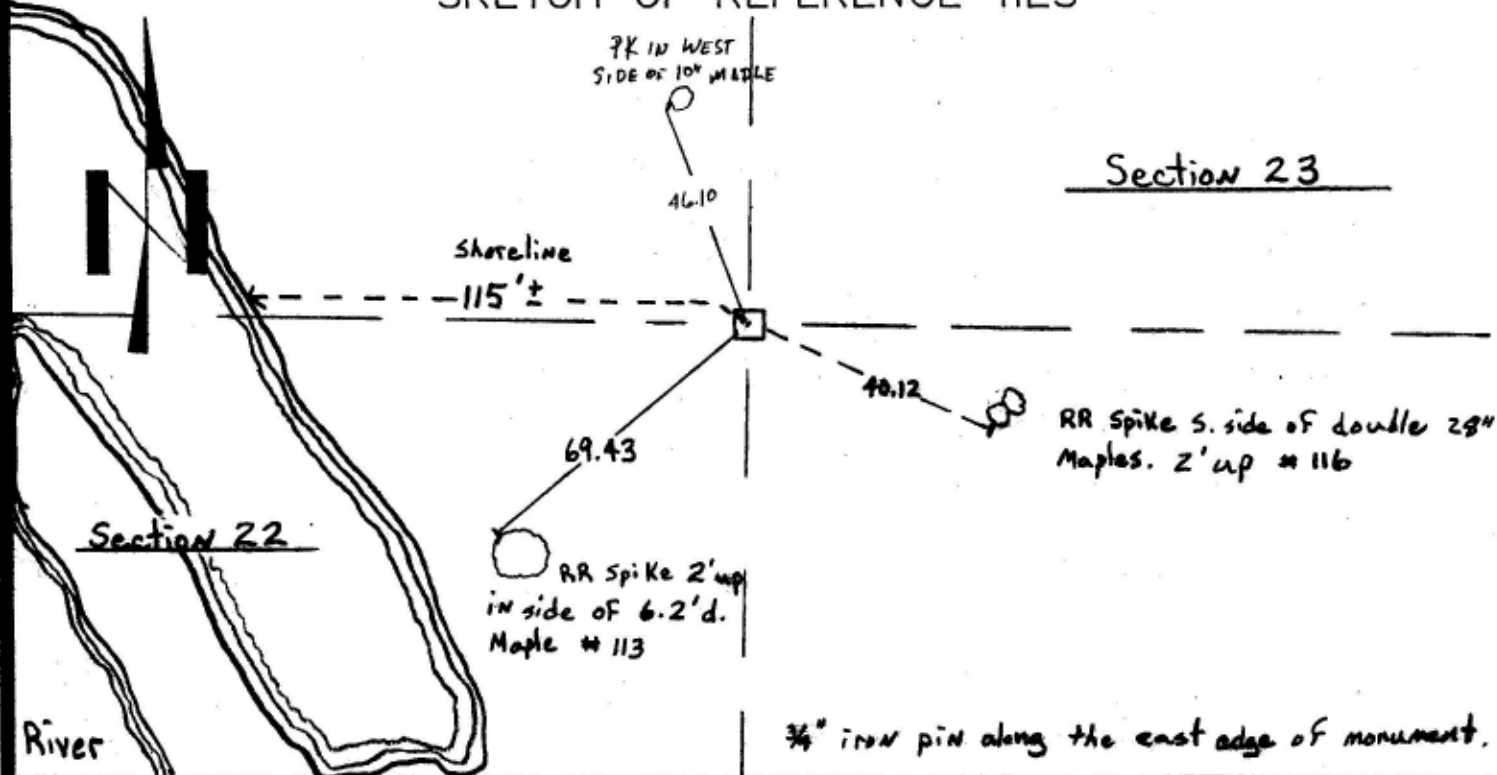 SKETCH OF REFERENCE TIES
PK IN WEST
SIDE OF 10" MAPLE
Section 23
46.10
Shoreline
115'±
40.12
RR Spike S. side of doudle 28"
Maples. 2' up # 116
69.43
Section 22
RR Spike 2' up
in side of 6.2' d.
Maple # 113
River
3/4" iron pin along the east edge of monument.
N